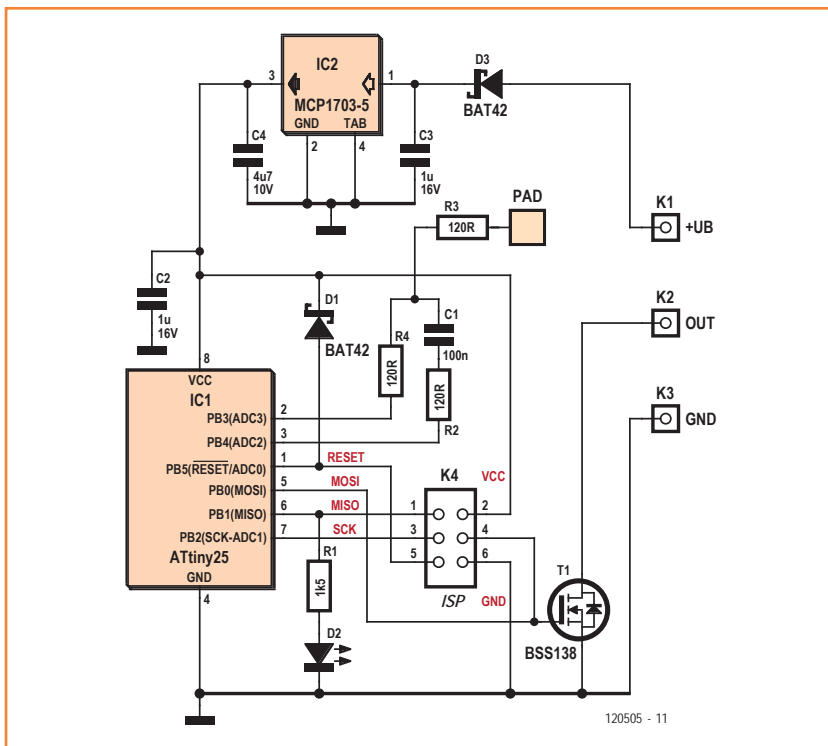 IC2
MCP1703-5
GND
TAB
3
1
2
4
D3
BAT42
C4
4u7
10V
C3
1u
16V
R3
120R
PAD
K1
+UB
C2
1u
16V
D1
BAT42
R4
120R
C1
100n
120R
R2
K2
OUT
K3
GND
8
VCC
IC1
PB3(ADC3)
2
PB4(ADC2)
3
PB5(RESET/ADC0)
1
RESET
PB0(MOSI)
5
MOSI
PB1(MISO)
6
MISO
PB2(SCK-ADC1)
7
SCK
ATtiny25
GND
4
K4
VCC
1
2
3
4
5
6
ISP
GND
R1
1k5
D2
T1
BSS138
120505 - 11